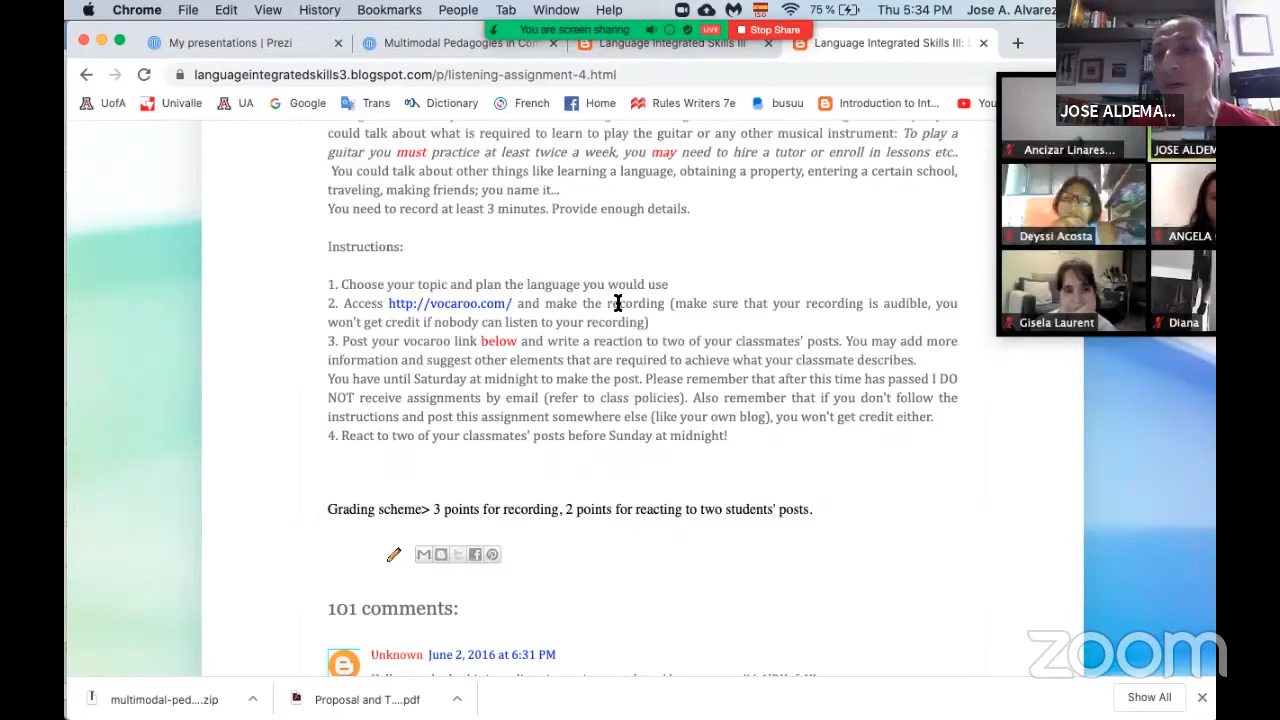 Chrome File Edit View History Bookmarks People Tab Window Help ISO 75 % Thu 5:34 PM Jose A. Alvarez
You are screen sharing LIVE Stop Share
My presentations | Prezi
Multimodal Pedagogies in Con
Language Integrated Skills III
Language Integrated Skills III:
languageintegratedskills3.blogspot.com/p/listening-assignment-4.html
UofA Univalle UA Google Trans Dictionary French Home Rules Writers 7e busuu Introduction to Int... You
JOSE ALDEMA...
Ancizar Linares...
JOSE ALDEM
Deyssi Acosta
ANGELA
Gisela Laurent
Diana
could talk about what is required to learn to play the guitar or any other musical instrument: To play a
guitar you must practice at least twice a week, you may need to hire a tutor or enroll in lessons etc..
You could talk about other things like learning a language, obtaining a property, entering a certain school,
traveling, making friends; you name it...
You need to record at least 3 minutes. Provide enough details.
Instructions:
1. Choose your topic and plan the language you would use
2. Access http://vocaroo.com/ and make the recording (make sure that your recording is audible, you
won't get credit if nobody can listen to your recording)
3. Post your vocaroo link below and write a reaction to two of your classmates' posts. You may add more
information and suggest other elements that are required to achieve what your classmate describes.
You have until Saturday at midnight to make the post. Please remember that after this time has passed I DO
NOT receive assignments by email (refer to class policies). Also remember that if you don't follow the
instructions and post this assignment somewhere else (like your own blog), you won't get credit either.
4. React to two of your classmates' posts before Sunday at midnight!
Grading scheme> 3 points for recording, 2 points for reacting to two students' posts.
101 comments:
Unknown June 2, 2016 at 6:31 PM
zoom
multimodal-ped....zip
Proposal and T....pdf
Show All